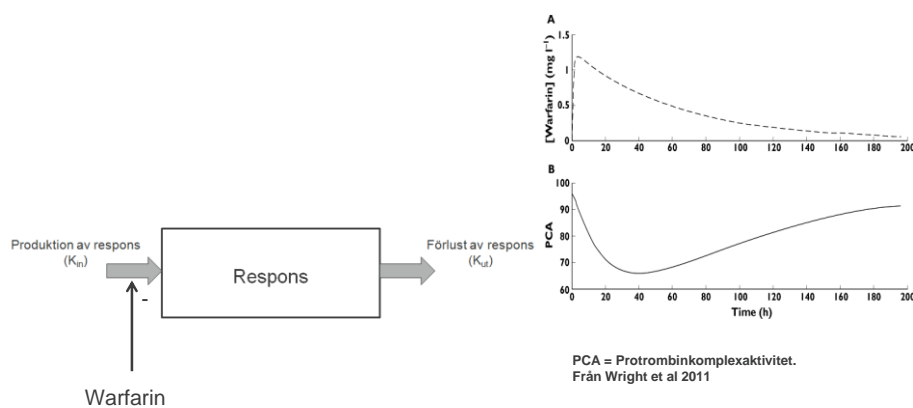 Produktion av respons
(Kin)
Respons
Förlust av respons
(Kut)
-
Warfarin
A
[Warfarin] (mg l⁻¹)
1.5
1
0.5
0
0 20 40 60 80 100 120 140 160 180 200
B
PCA
100
90
80
70
60
0 20 40 60 80 100 120 140 160 180 200
Time (h)
PCA = Protrombinkomplexaktivitet.
Från Wright et al 2011